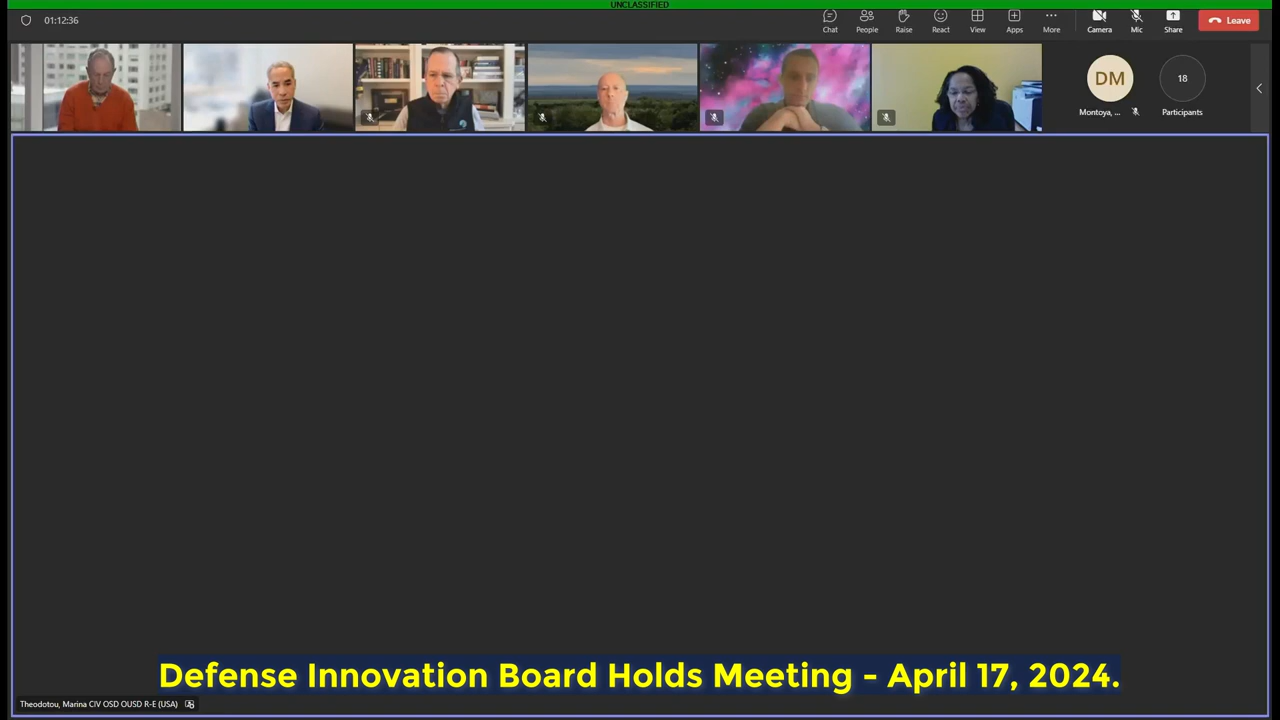 UNCLASSIFIED
01:12:36
Chat
People
Raise
React
View
Apps
More
Camera
Mic
Share
Leave
DM
18
Montoya, ...
Participants
Defense Innovation Board Holds Meeting - April 17, 2024.
Theodotou, Marina CIV OSD OUSD R-E (USA)